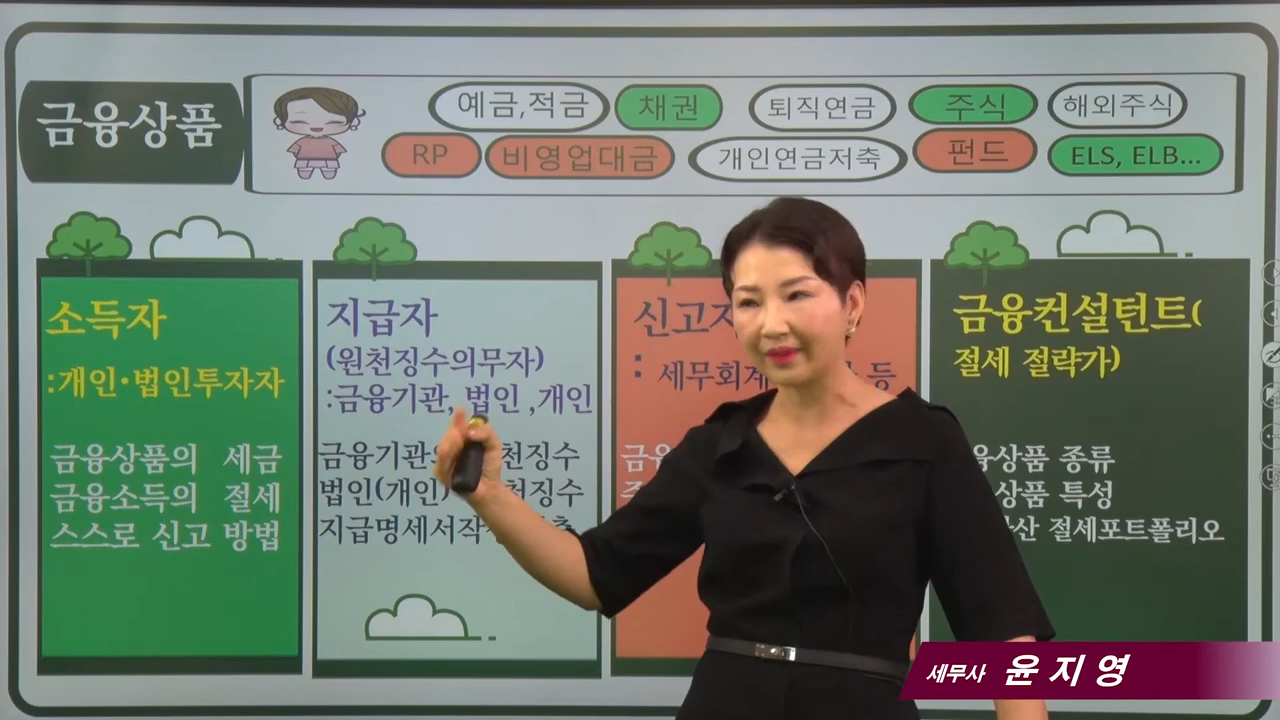 금융상품
예금,적금
채권
퇴직연금
주식
해외주식
RP
비영업대금
개인연금저축
펀드
ELS, ELB...
소득자
:개인·법인투자자
금융상품의 세금
금융소득의 절세
스스로 신고 방법
지급자
(원천징수의무자)
:금융기관, 법인 ,개인
금융기관 천징수
법인(개인) 천징수
지급명세서작
신고
: 세무회계 등
금융컨설턴트(
절세 절략가)
상품 종류
상품 특성
절세포트폴리오
세무사 윤지영